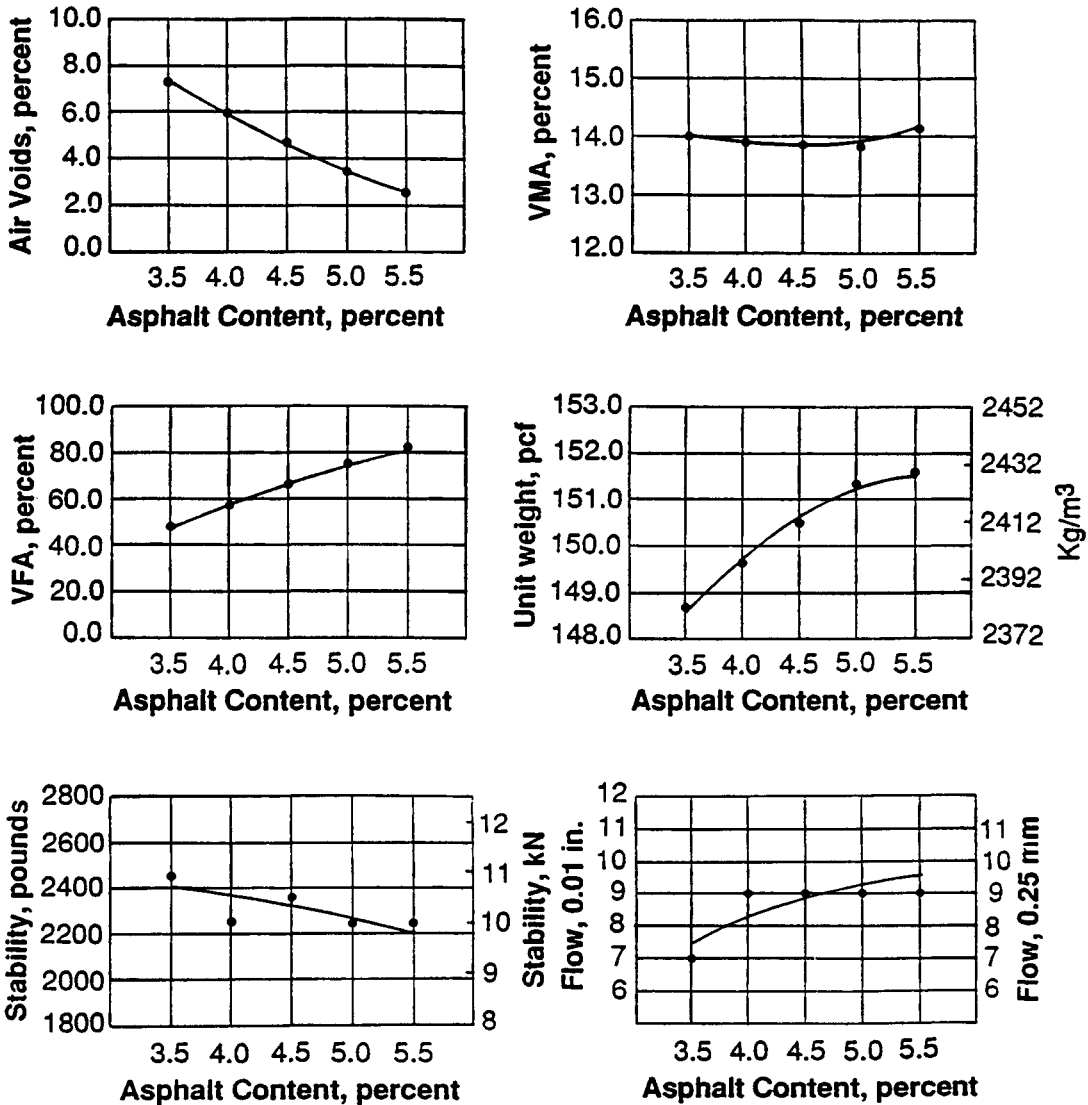 Air Voids, percent
10.0
8.0
6.0
4.0
2.0
0.0
3.5 4.0 4.5 5.0 5.5
Asphalt Content, percent
VMA, percent
16.0
15.0
14.0
13.0
12.0
3.5 4.0 4.5 5.0 5.5
Asphalt Content, percent
VFA, percent
100.0
80.0
60.0
40.0
20.0
0.0
3.5 4.0 4.5 5.0 5.5
Asphalt Content, percent
Unit weight, pcf
153.0
152.0
151.0
150.0
149.0
148.0
2452
2432
2412
2392
2372
Kg/m³
3.5 4.0 4.5 5.0 5.5
Asphalt Content, percent
Stability, pounds
2800
2600
2400
2200
2000
1800
12
11
10
9
8
Stability, kN
3.5 4.0 4.5 5.0 5.5
Asphalt Content, percent
Flow, 0.01 in.
12
11
10
9
8
7
6
11
10
9
8
7
6
Flow, 0.25 mm
3.5 4.0 4.5 5.0 5.5
Asphalt Content, percent